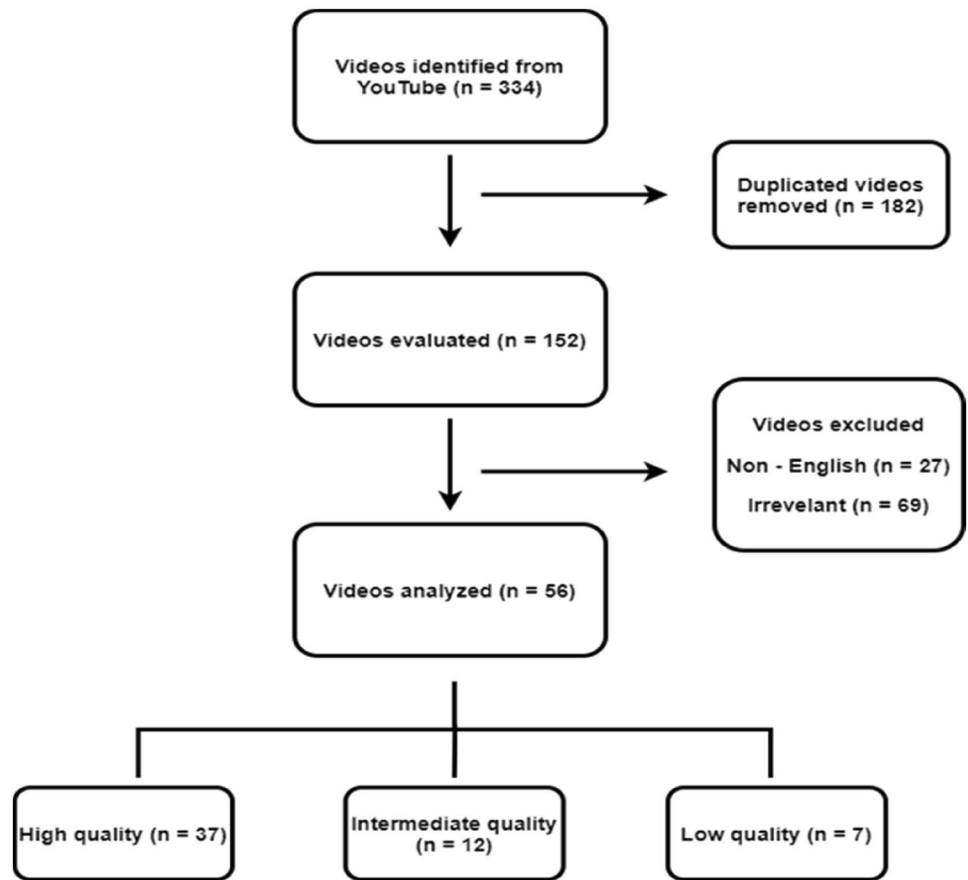 Videos identified from
YouTube (n = 334)
Duplicated videos
removed (n = 182)
Videos evaluated (n = 152)
Videos excluded
Non - English (n = 27)
Irrevelant (n = 69)
Videos analyzed (n = 56)
High quality (n = 37)
Intermediate quality
(n = 12)
Low quality (n = 7)